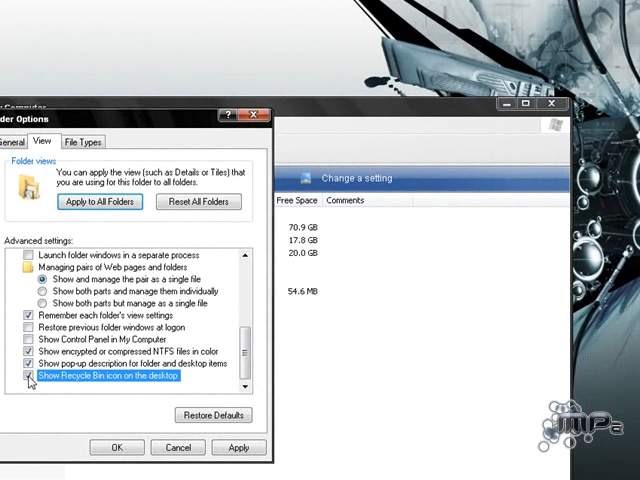 My Computer
lder Options
General
View
File Types
Folder views
You can apply the view (such as Details or Tiles) that
you are using for this folder to all folders.
Apply to All Folders
Reset All Folders
Advanced settings:
Launch folder windows in a separate process
Managing pairs of Web pages and folders
Show and manage the pair as a single file
Show both parts and manage them individually
Show both parts but manage as a single file
Remember each folder's view settings
Restore previous folder windows at logon
Show Control Panel in My Computer
Show encrypted or compressed NTFS files in color
Show pop-up description for folder and desktop items
Show Recycle Bin icon on the desktop
Restore Defaults
OK
Cancel
Apply
Change a setting
Free Space
Comments
70.9 GB
17.8 GB
20.0 GB
54.6 MB